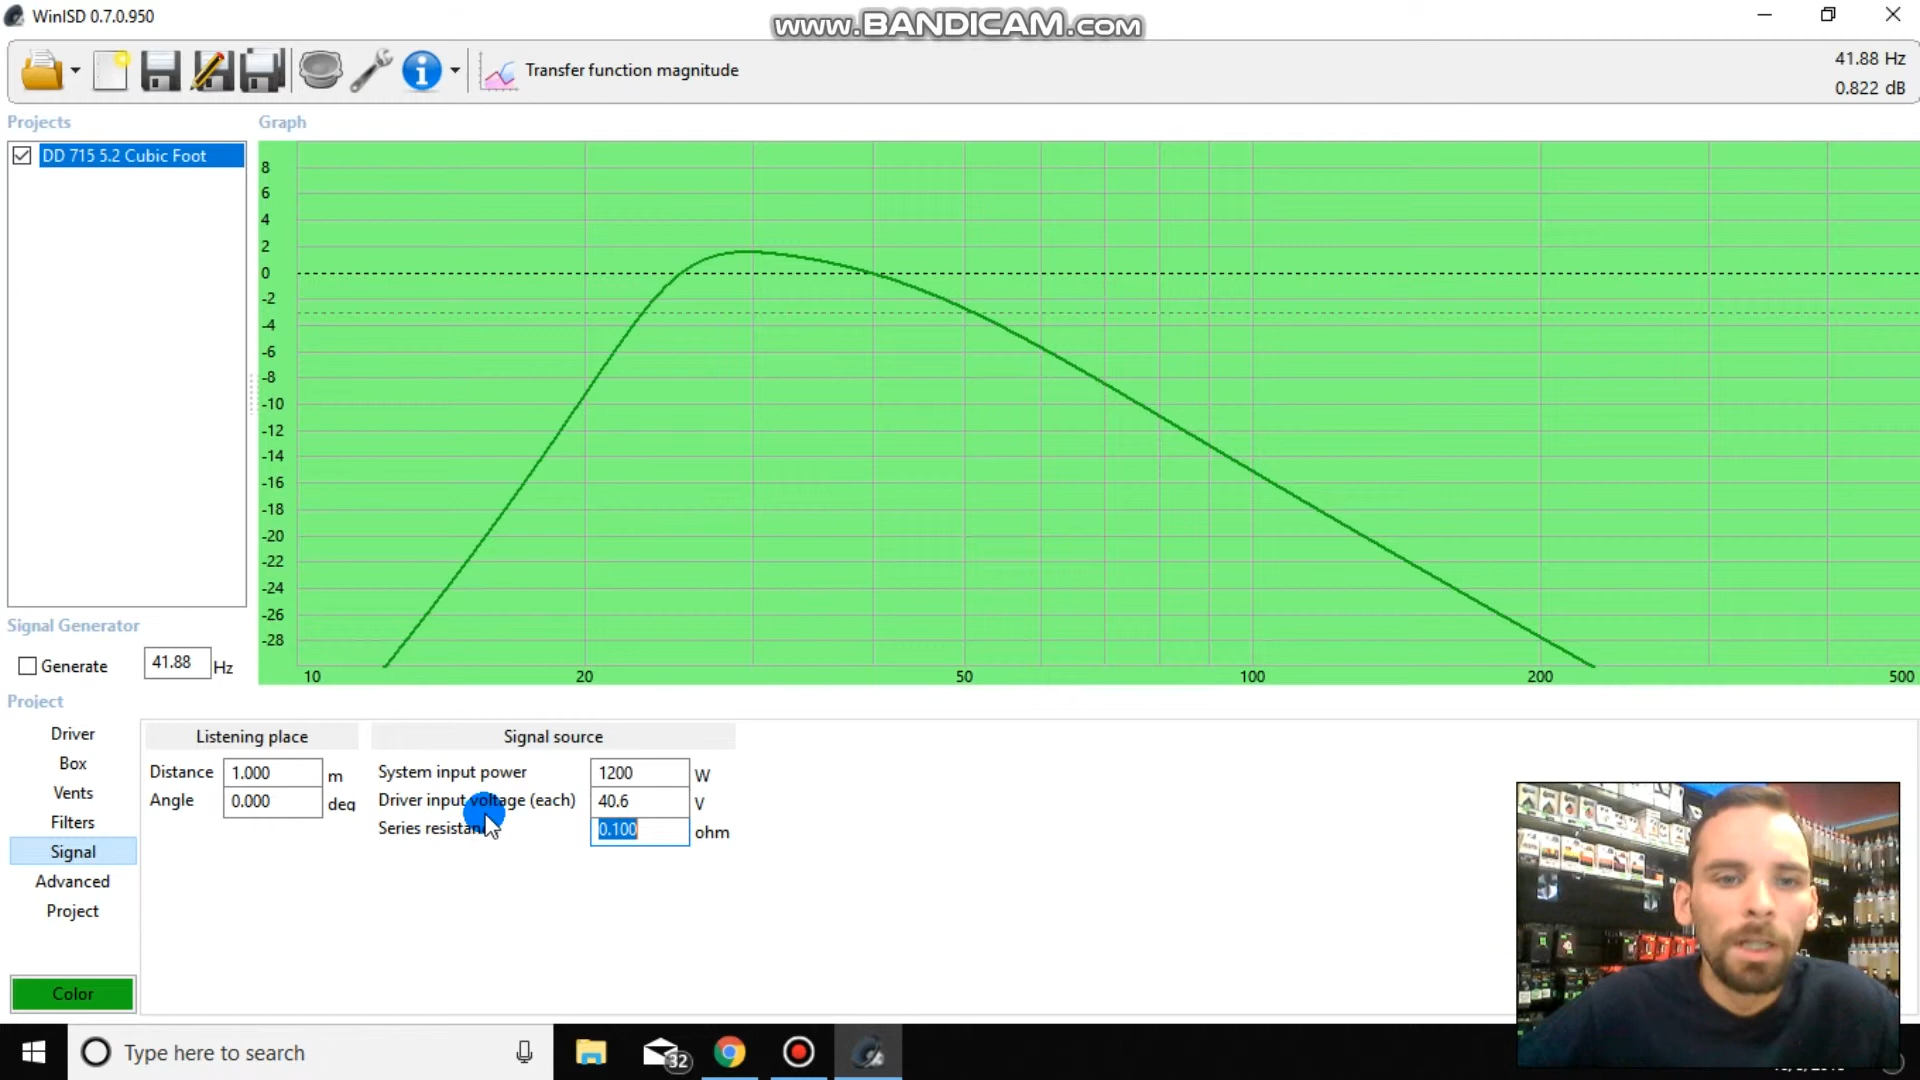 WinISD 0.7.0.950
www.BANDICAM.com
Transfer function magnitude
41.88 Hz
0.822 dB
Projects
Graph
DD 715 5.2 Cubic Foot
8
6
4
2
0
-2
-4
-6
-8
-10
-12
-14
-16
-18
-20
-22
-24
-26
-28
10 20 50 100 200 500
Signal Generator
Generate 41.88 Hz
Project
Driver
Box
Vents
Filters
Signal
Advanced
Project
Color
Listening place
Distance 1.000 m
Angle 0.000 deg
Signal source
System input power 1200 W
Driver input voltage (each) 40.6 V
Series 0.100 ohm
Type here to search
32